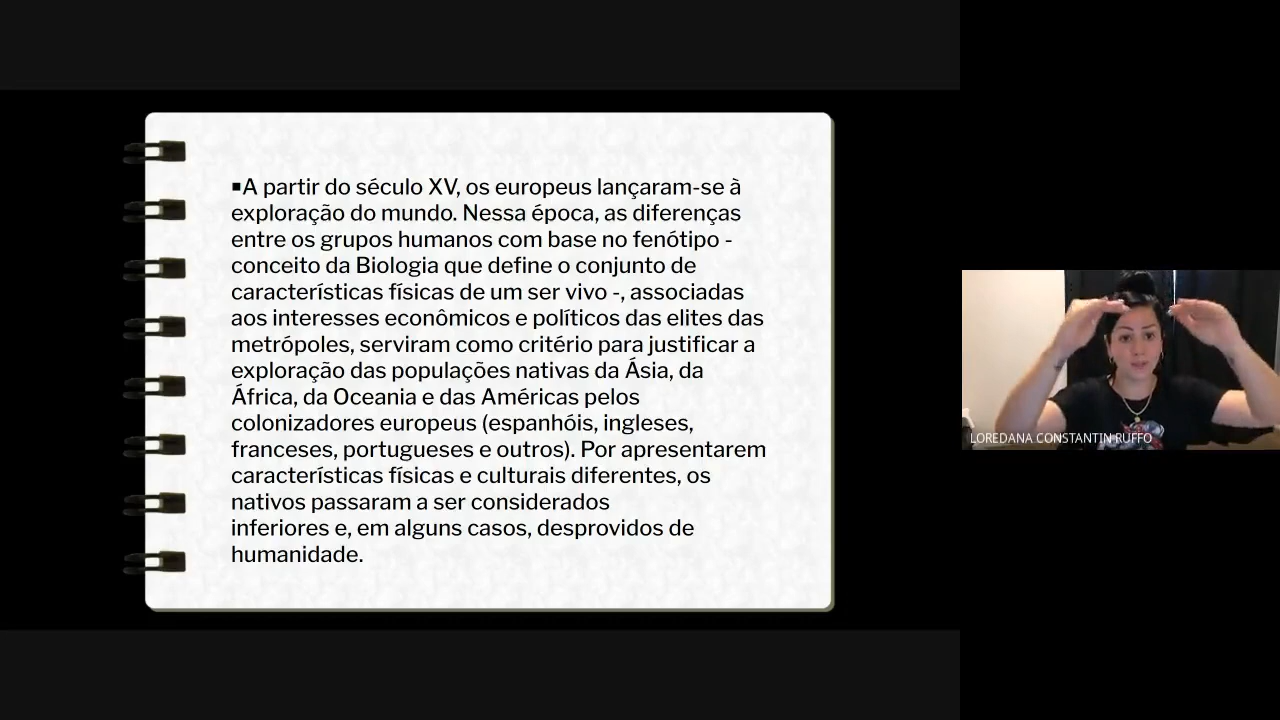 ▪A partir do século XV, os europeus lançaram-se à
exploração do mundo. Nessa época, as diferenças
entre os grupos humanos com base no fenótipo -
conceito da Biologia que define o conjunto de
características físicas de um ser vivo -, associadas
aos interesses econômicos e políticos das elites das
metrópoles, serviram como critério para justificar a
exploração das populações nativas da Ásia, da
África, da Oceania e das Américas pelos
colonizadores europeus (espanhóis, ingleses,
franceses, portugueses e outros). Por apresentarem
características físicas e culturais diferentes, os
nativos passaram a ser considerados
inferiores e, em alguns casos, desprovidos de
humanidade.
LOREDANA CONSTANTIN RUFFO